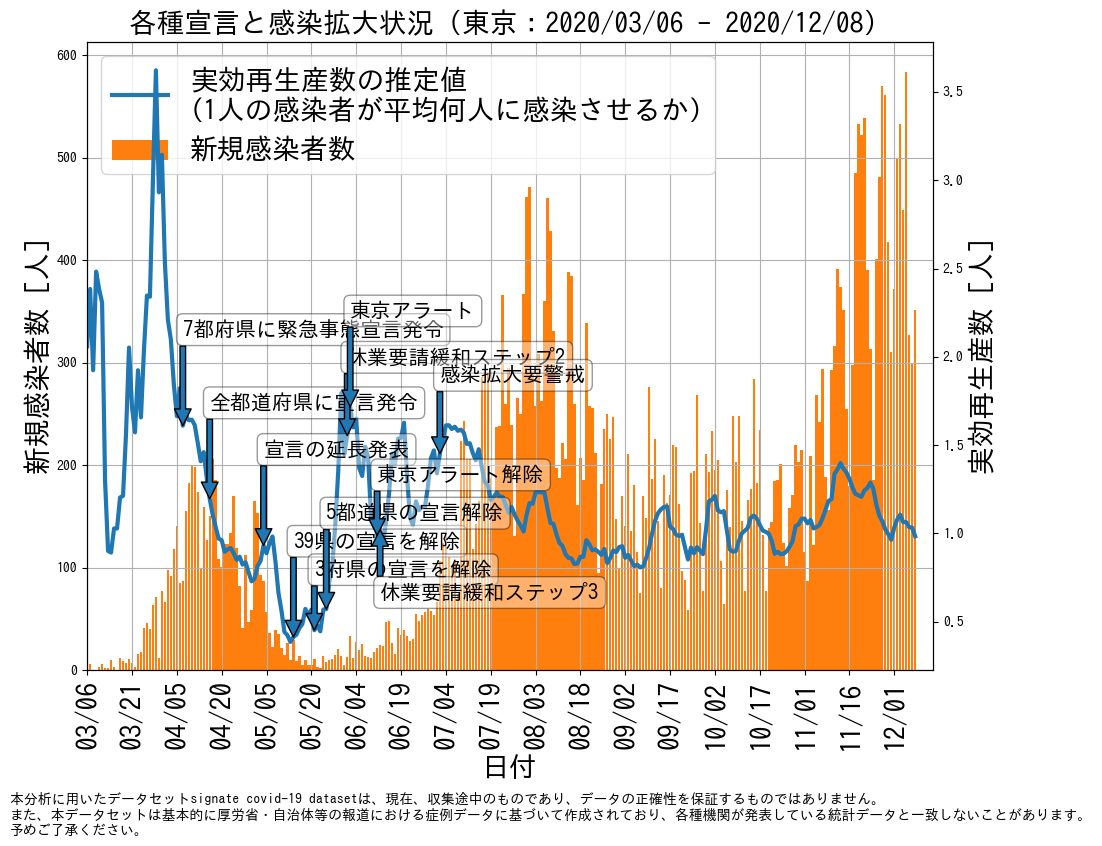 各種宣言と感染拡大状況 (東京：2020/03/06 - 2020/12/08)
実効再生産数の推定値
(1人の感染者が平均何人に感染させるか)
新規感染者数
新規感染者数 [人]
600
500
400
300
200
100
0
実効再生産数 [人]
3.5
3.0
2.5
2.0
1.5
1.0
0.5
東京アラート
7都府県に緊急事態宣言発令
休業要請緩和ステップ2
感染拡大要警戒
全都道府県に宣言発令
宣言の延長発表
東京アラート解除
5都道県の宣言解除
39県の宣言を解除
3府県の宣言を解除
休業要請緩和ステップ3
03/06
03/21
04/05
04/20
05/05
05/20
06/04
06/19
07/04
07/19
08/03
08/18
09/02
09/17
10/02
10/17
11/01
11/16
12/01
日付
本分析に用いたデータセットsignate covid-19 datasetは、現在、収集途中のものであり、データの正確性を保証するものではありません。
また、本データセットは基本的に厚労省・自治体等の報道における症例データに基づいて作成されており、各種機関が発表している統計データと一致しないことがあります。
予めご了承ください。